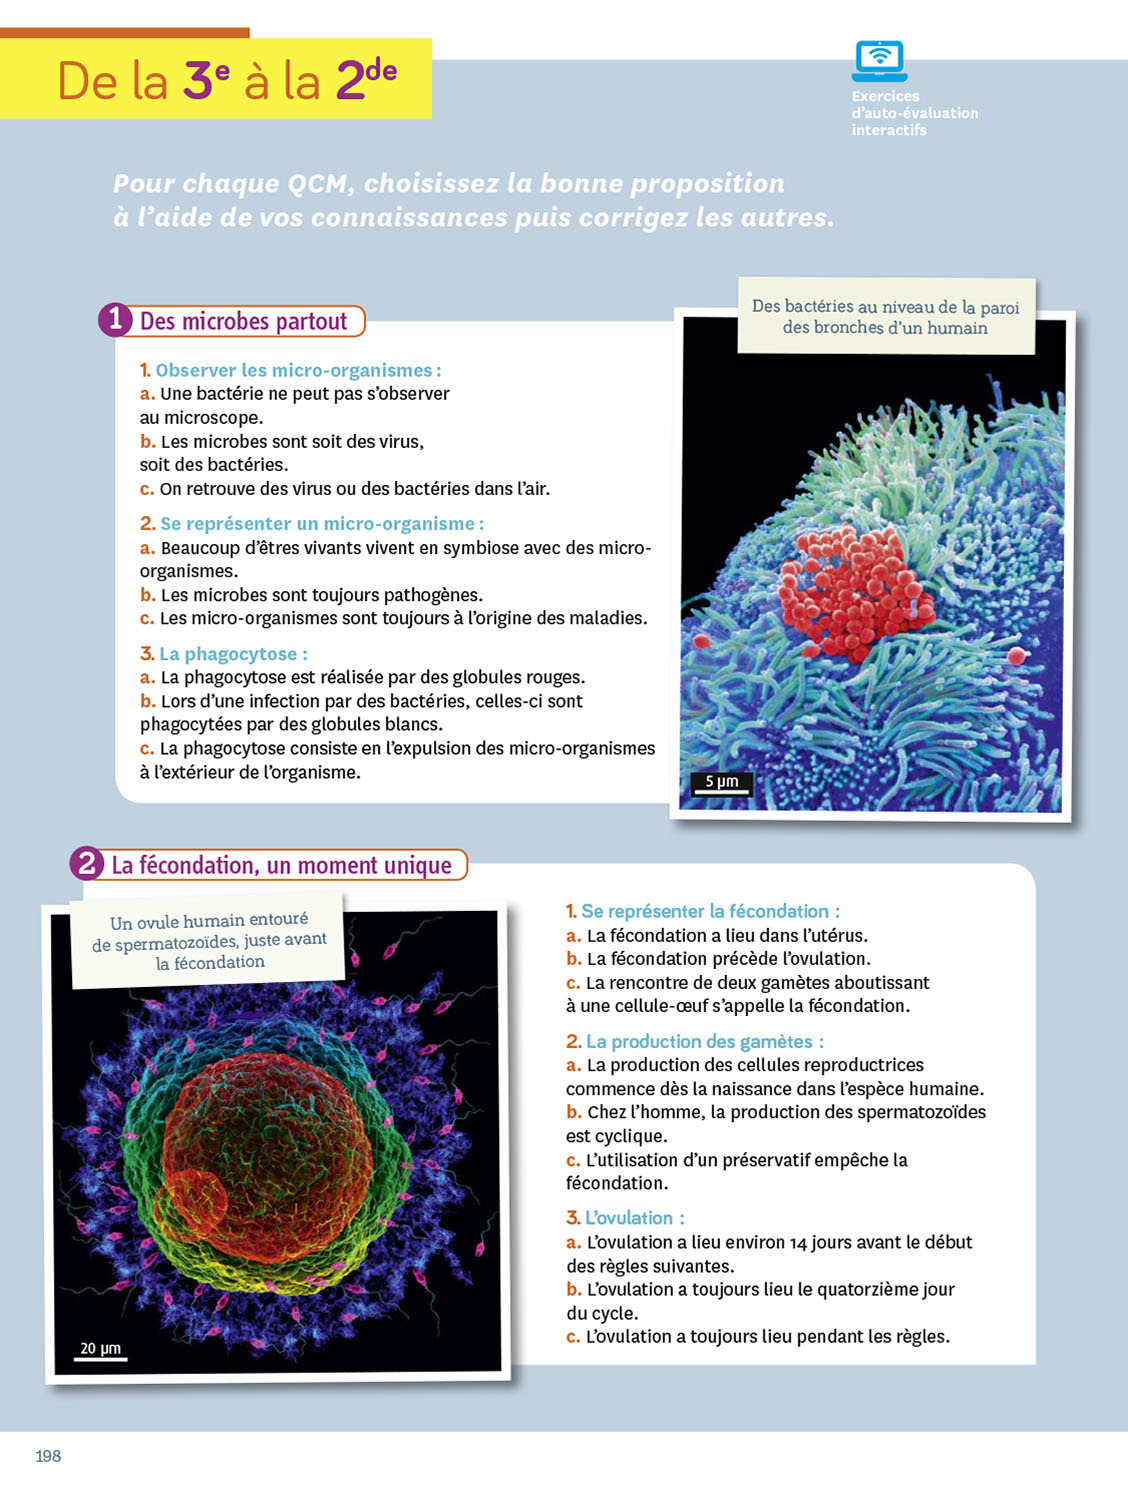 De la 3e à la 2de
Exercices
d'auto-évaluation
interactifs
Pour chaque QCM, choisissez la bonne proposition
à l'aide de vos connaissances puis corrigez les autres.
1 Des microbes partout
Des bactéries au niveau de la paroi
des bronches d'un humain
1. Observer les micro-organismes :
a. Une bactérie ne peut pas s'observer
au microscope.
b. Les microbes sont soit des virus,
soit des bactéries.
c. On retrouve des virus ou des bactéries dans l'air.
2. Se représenter un micro-organisme :
a. Beaucoup d'êtres vivants vivent en symbiose avec des micro-
organismes.
b. Les microbes sont toujours pathogènes.
c. Les micro-organismes sont toujours à l'origine des maladies.
3. La phagocytose :
a. La phagocytose est réalisée par des globules rouges.
b. Lors d'une infection par des bactéries, celles-ci sont
phagocytées par des globules blancs.
c. La phagocytose consiste en l'expulsion des micro-organismes
à l'extérieur de l'organisme.
5 µm
2 La fécondation, un moment unique
Un ovule humain entouré
de spermatozoïdes, juste avant
la fécondation
20 µm
1. Se représenter la fécondation :
a. La fécondation a lieu dans l'utérus.
b. La fécondation précède l'ovulation.
c. La rencontre de deux gamètes aboutissant
à une cellule-œuf s'appelle la fécondation.
2. La production des gamètes :
a. La production des cellules reproductrices
commence dès la naissance dans l'espèce humaine.
b. Chez l'homme, la production des spermatozoïdes
est cyclique.
c. L'utilisation d'un préservatif empêche la
fécondation.
3. L'ovulation :
a. L'ovulation a lieu environ 14 jours avant le début
des règles suivantes.
b. L'ovulation a toujours lieu le quatorzième jour
du cycle.
c. L'ovulation a toujours lieu pendant les règles.
198